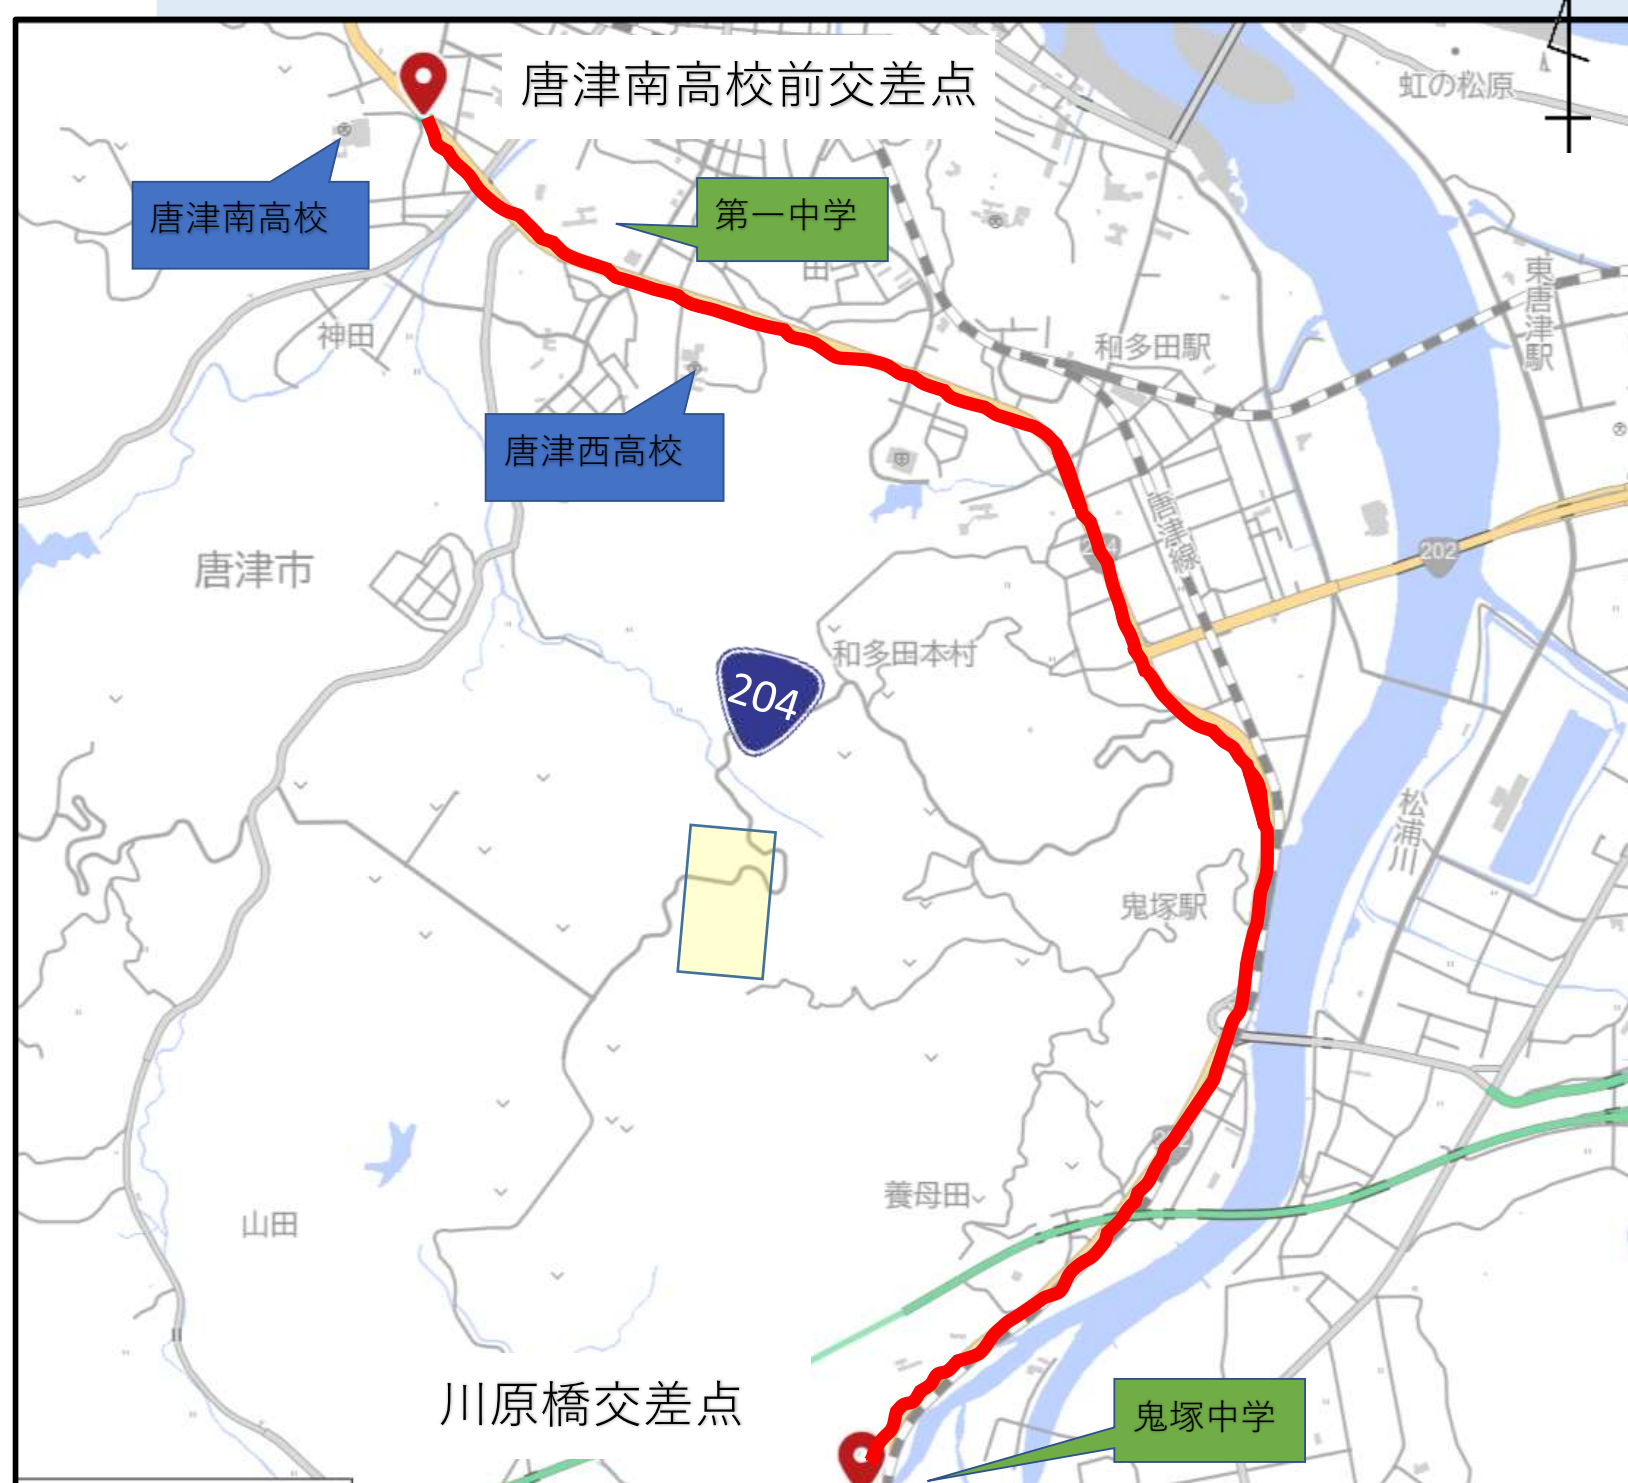 唐津南高校前交差点
虹の松原
唐津南高校
第一中学
田
東唐津駅
神田
和多田駅
唐津西高校
唐津線
202
唐津市
和多田本村
204
松浦川
鬼塚駅
養母田
山田
川原橋交差点
鬼塚中学